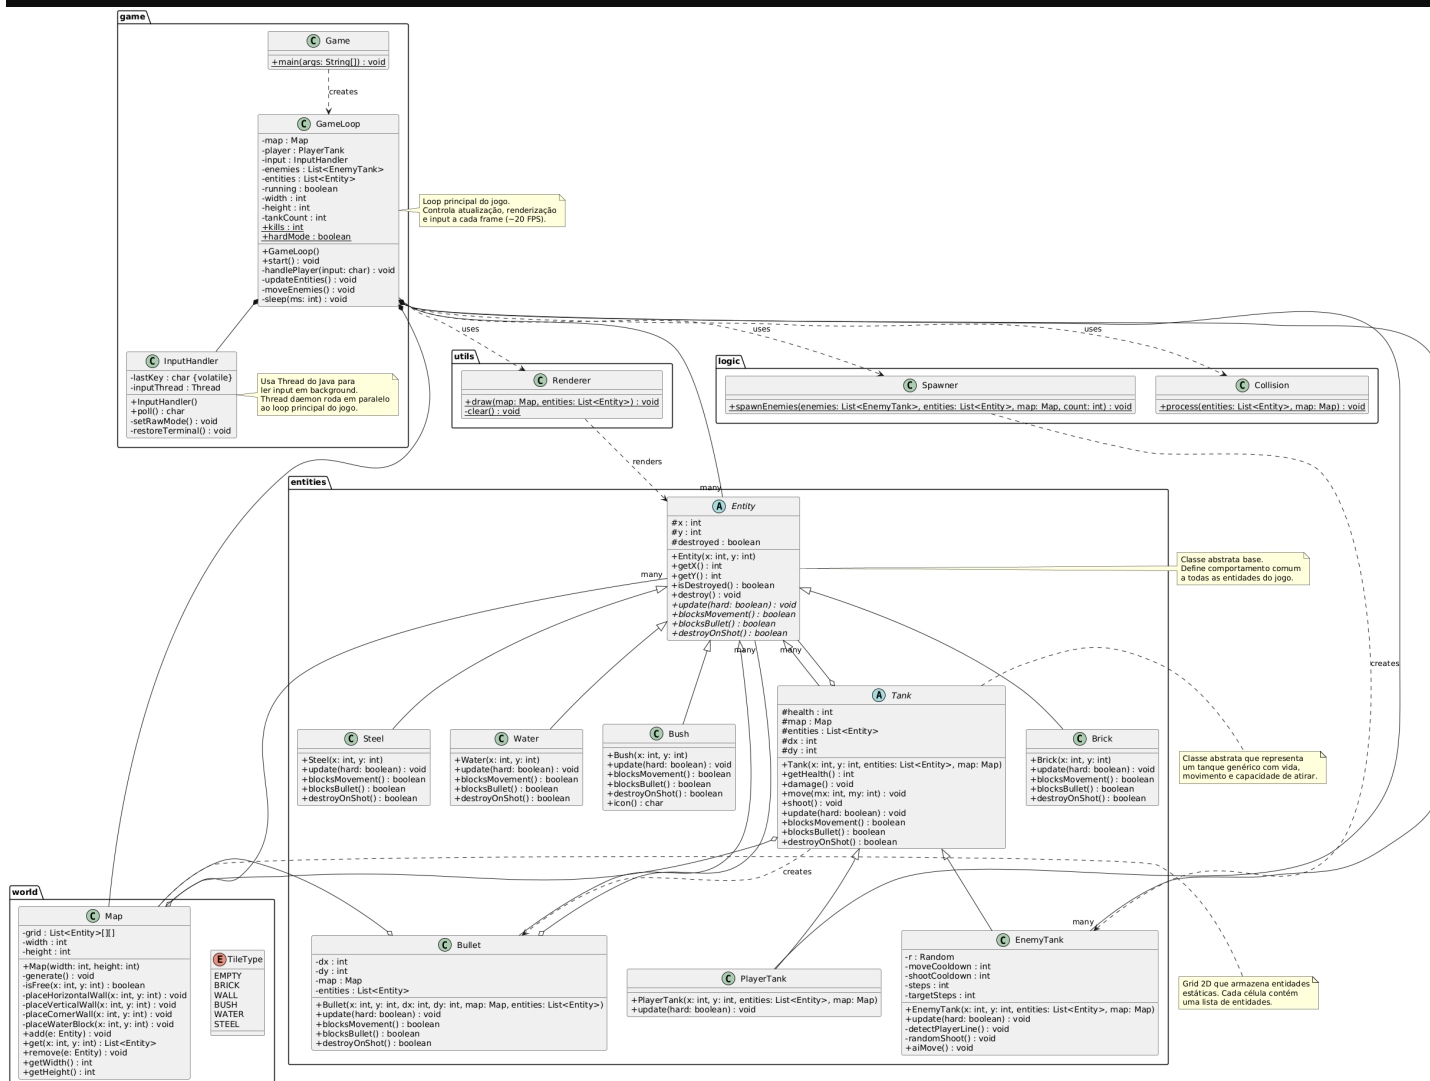 game
Game
+main(args: String[]) : void
creates
GameLoop
-map : Map
-player : PlayerTank
-input : InputHandler
-enemies : List<EnemyTank>
-entities : List<Entity>
-running : boolean
-width : int
-height : int
-tankCount : int
+kills : int
+hardMode : boolean
+GameLoop()
+start() : void
-handlePlayer(input: char) : void
-updateEntities() : void
-moveEnemies() : void
-sleep(ms: int) : void
Loop principal do jogo.
Controla atualização, renderização
e input a cada frame (~20 FPS).
InputHandler
-lastKey : char {volatile}
-inputThread : Thread
+InputHandler()
+poll() : char
-setRawMode() : void
-restoreTerminal() : void
Usa Thread do Java para
ler input em background.
Thread daemon roda em paralelo
ao loop principal do jogo.
uses
uses
uses
utils
Renderer
+draw(map: Map, entities: List<Entity>) : void
-clear() : void
logic
Spawner
+spawnEnemies(enemies: List<EnemyTank>, entities: List<Entity>, map: Map, count: int) : void
Collision
+process(entities: List<Entity>, map: Map) : void
renders
many
entities
Entity
#x : int
#y : int
#destroyed : boolean
+Entity(x: int, y: int)
+getX() : int
+getY() : int
+isDestroyed() : boolean
+destroy() : void
+update(hard: boolean) : void
+blocksMovement() : boolean
+blocksBullet() : boolean
+destroyOnShot() : boolean
many
many
many
Classe abstrata base.
Define comportamento comum
a todas as entidades do jogo.
creates
Steel
+Steel(x: int, y: int)
+update(hard: boolean) : void
+blocksMovement() : boolean
+blocksBullet() : boolean
+destroyOnShot() : boolean
Water
+Water(x: int, y: int)
+update(hard: boolean) : void
+blocksMovement() : boolean
+blocksBullet() : boolean
+destroyOnShot() : boolean
Bush
+Bush(x: int, y: int)
+update(hard: boolean) : void
+blocksMovement() : boolean
+blocksBullet() : boolean
+destroyOnShot() : boolean
+icon() : char
Tank
#health : int
#map : Map
#entities : List<Entity>
#dx : int
#dy : int
+Tank(x: int, y: int, entities: List<Entity>, map: Map)
+getHealth() : int
+damage() : void
+move(mx: int, my: int) : void
+shoot() : void
+update(hard: boolean) : void
+blocksMovement() : boolean
+blocksBullet() : boolean
+destroyOnShot() : boolean
Brick
+Brick(x: int, y: int)
+update(hard: boolean) : void
+blocksMovement() : boolean
+blocksBullet() : boolean
+destroyOnShot() : boolean
Classe abstrata que representa
um tanque genérico com vida,
movimento e capacidade de atirar.
creates
world
Map
-grid : List<Entity>[][]
-width : int
-height : int
+Map(width: int, height: int)
-generate() : void
-isFree(x: int, y: int) : boolean
-placeHorizontalWall(x: int, y: int) : void
-placeVerticalWall(x: int, y: int) : void
-placeCornerWall(x: int, y: int) : void
-placeWaterBlock(x: int, y: int) : void
+add(e: Entity) : void
+get(x: int, y: int) : List<Entity>
+remove(e: Entity) : void
+getWidth() : int
+getHeight() : int
TileType
EMPTY
BRICK
WALL
BUSH
WATER
STEEL
Bullet
-dx : int
-dy : int
-map : Map
-entities : List<Entity>
+Bullet(x: int, y: int, dx: int, dy: int, map: Map, entities: List<Entity>)
+update(hard: boolean) : void
+blocksMovement() : boolean
+blocksBullet() : boolean
+destroyOnShot() : boolean
PlayerTank
+PlayerTank(x: int, y: int, entities: List<Entity>, map: Map)
+update(hard: boolean) : void
many
EnemyTank
-r : Random
-moveCooldown : int
-shootCooldown : int
-steps : int
-targetSteps : int
+EnemyTank(x: int, y: int, entities: List<Entity>, map: Map)
+update(hard: boolean) : void
-detectPlayerLine() : void
-randomShoot() : void
+aiMove() : void
Grid 2D que armazena entidades
estáticas. Cada célula contém
uma lista de entidades.